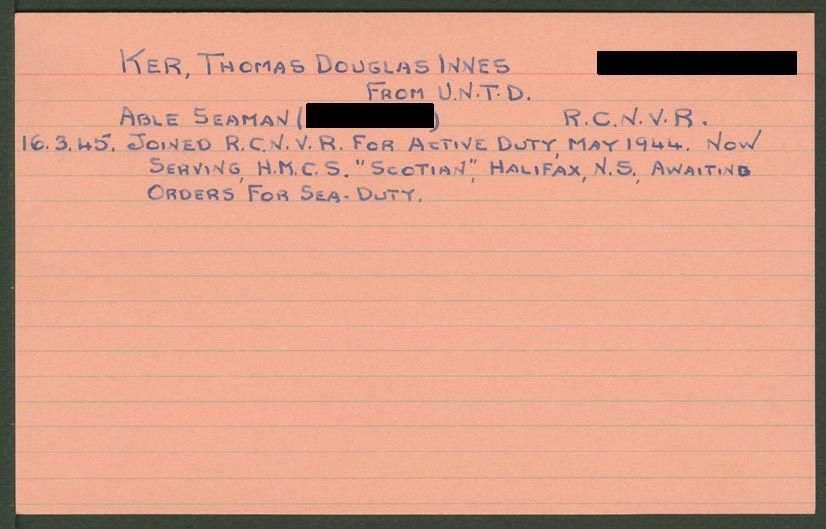 KER, THOMAS DOUGLAS INNES
FROM U.N.T.D.
ABLE SEAMAN ( ) R.C.N.V.R.
16.3.45. JOINED R.C.N.V.R. FOR ACTIVE DUTY, MAY 1944. NOW
SERVING, H.M.C.S. "SCOTIAN", HALIFAX, N.S., AWAITING
ORDERS FOR SEA-DUTY.